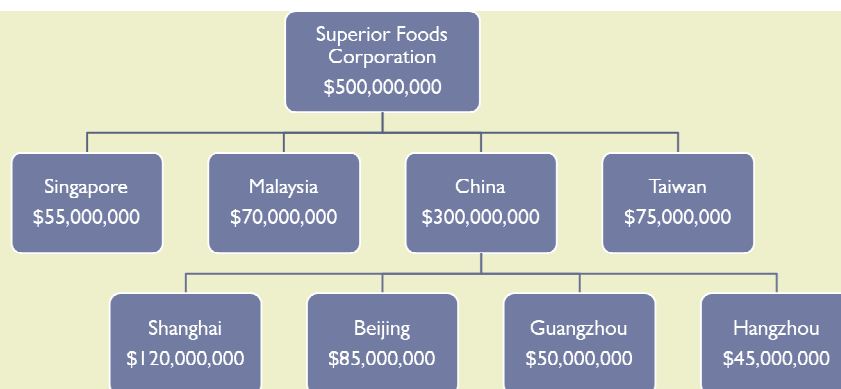 Superior Foods
Corporation
$500,000,000
Singapore
$55,000,000
Malaysia
$70,000,000
China
$300,000,000
Taiwan
$75,000,000
Shanghai
$120,000,000
Beijing
$85,000,000
Guangzhou
$50,000,000
Hangzhou
$45,000,000